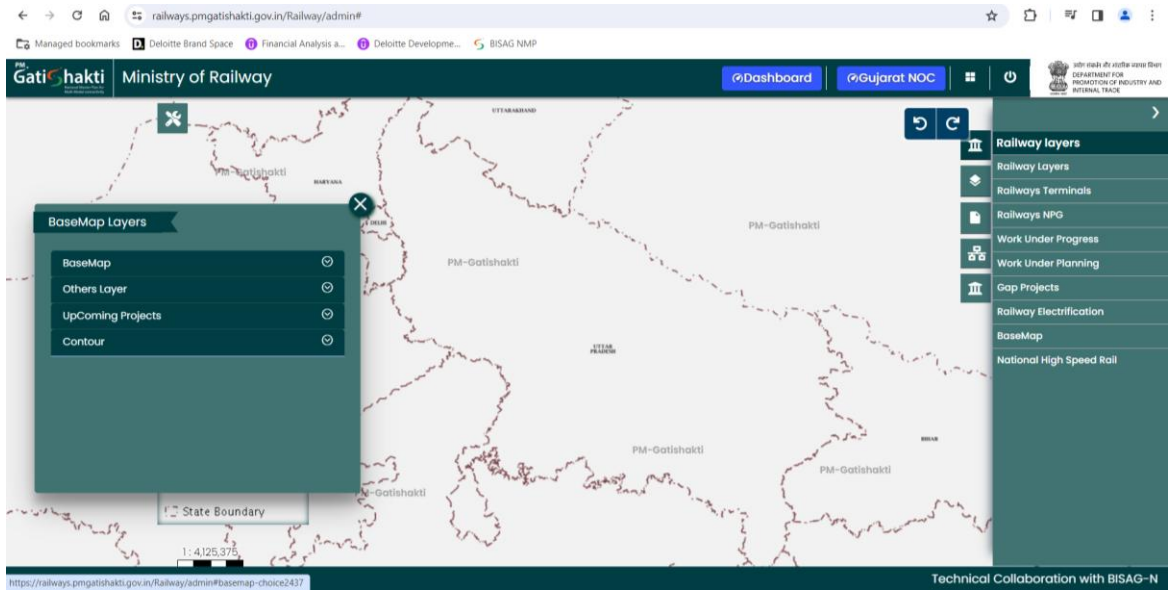 railways.pmgatishakti.gov.in/Railway/admin#
Managed bookmarks D. Deloitte Brand Space Financial Analysis a... Deloitte Developme... BISAG NMP
PM
GatiShakti Ministry of Railway Dashboard Gujarat NOC
DEPARTMENT FOR
PROMOTION OF INDUSTRY AND
INTERNAL TRADE
UTTARAKHAND
PM-Gatishakti
HARYANA
DELHI
PM-Gatishakti
PM-Gatishakti
UTTAR
PRADESH
BIHAR
PM-Gatishakti
PM-Gatishakti
PM-Gatishakti
BaseMap Layers
BaseMap
Others Layer
UpComing Projects
Contour
State Boundary
1 : 4,125,375
Railway layers
Railway Layers
Railways Terminals
Railways NPG
Work Under Progress
Work Under Planning
Gap Projects
Railway Electrification
BaseMap
National High Speed Rail
https://railways.pmgatishakti.gov.in/Railway/admin#basemap-choice2437
Technical Collaboration with BISAG-N